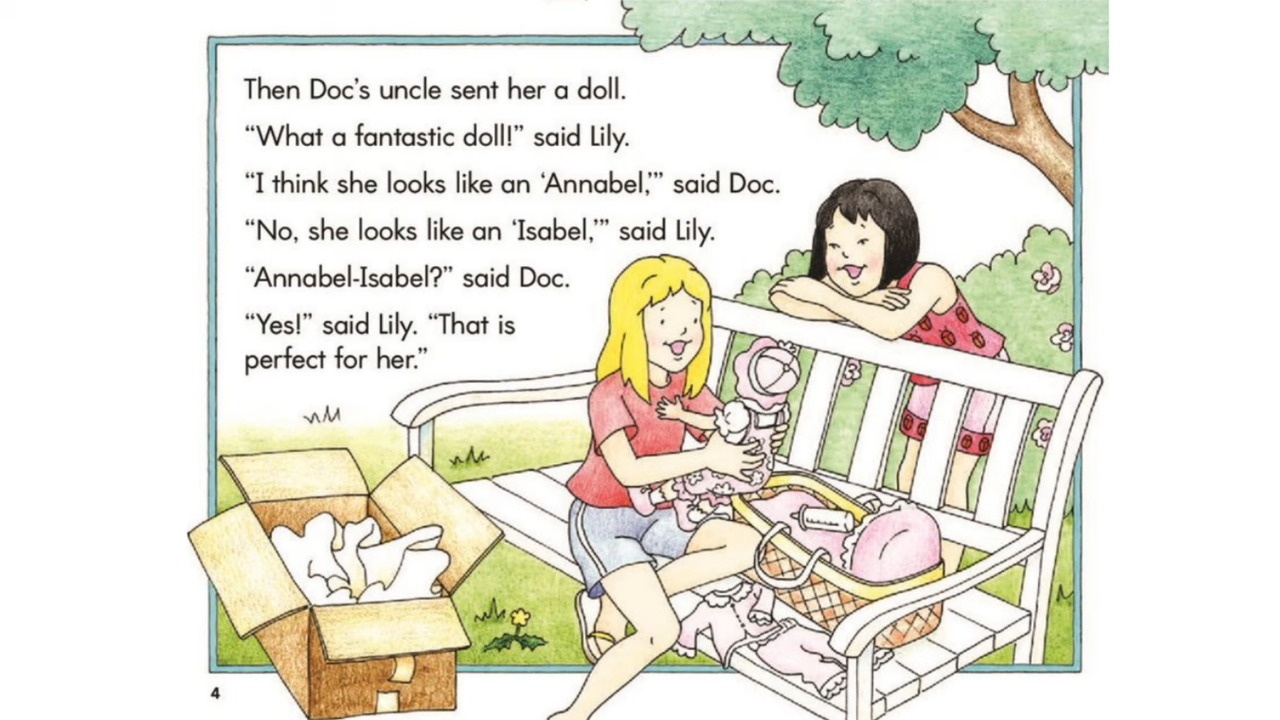 Then Doc's uncle sent her a doll.
“What a fantastic doll!” said Lily.
“I think she looks like an ‘Annabel,’” said Doc.
“No, she looks like an ‘Isabel,’” said Lily.
“Annabel-Isabel?” said Doc.
“Yes!” said Lily. “That is
perfect for her.”
4